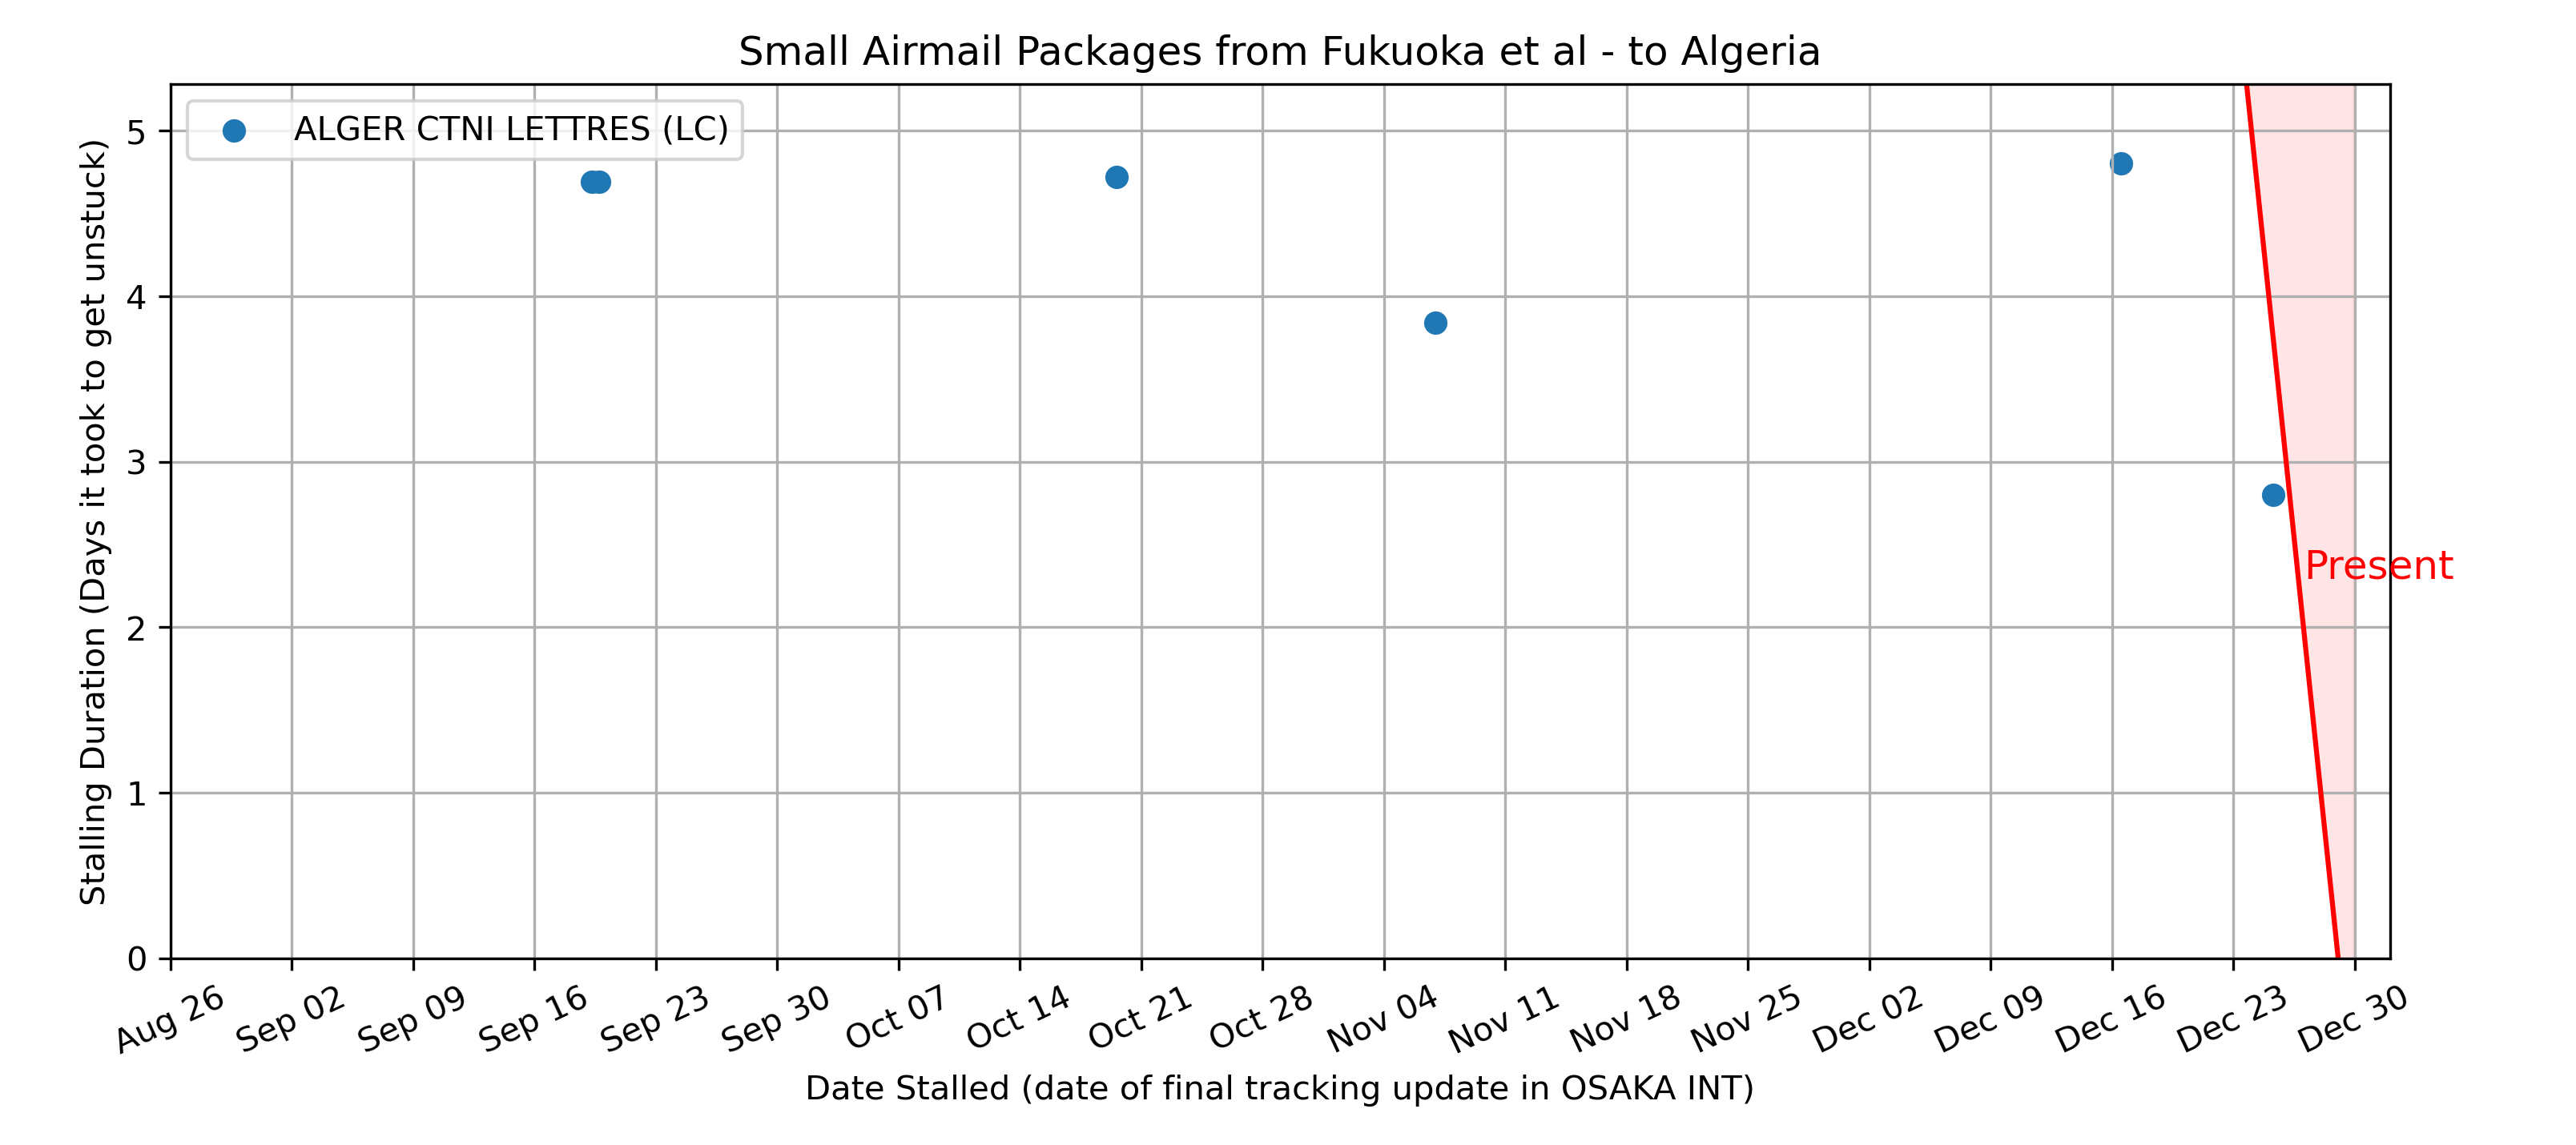 Small Airmail Packages from Fukuoka et al - to Algeria
ALGER CTNI LETTRES (LC)
Stalling Duration (Days it took to get unstuck)
5
4
3
2
1
0
Present
Aug 26
Sep 02
Sep 09
Sep 16
Sep 23
Sep 30
Oct 07
Oct 14
Oct 21
Oct 28
Nov 04
Nov 11
Nov 18
Nov 25
Dec 02
Dec 09
Dec 16
Dec 23
Dec 30
Date Stalled (date of final tracking update in OSAKA INT)